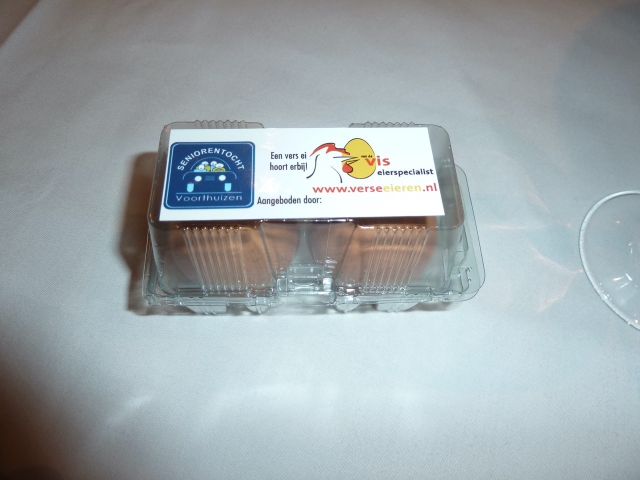 SENIORENTOCHT
Voorthuizen
Een vers ei
hoort erbij!
Aangeboden door:
vis
eierspecialist
www.verseeieren.nl